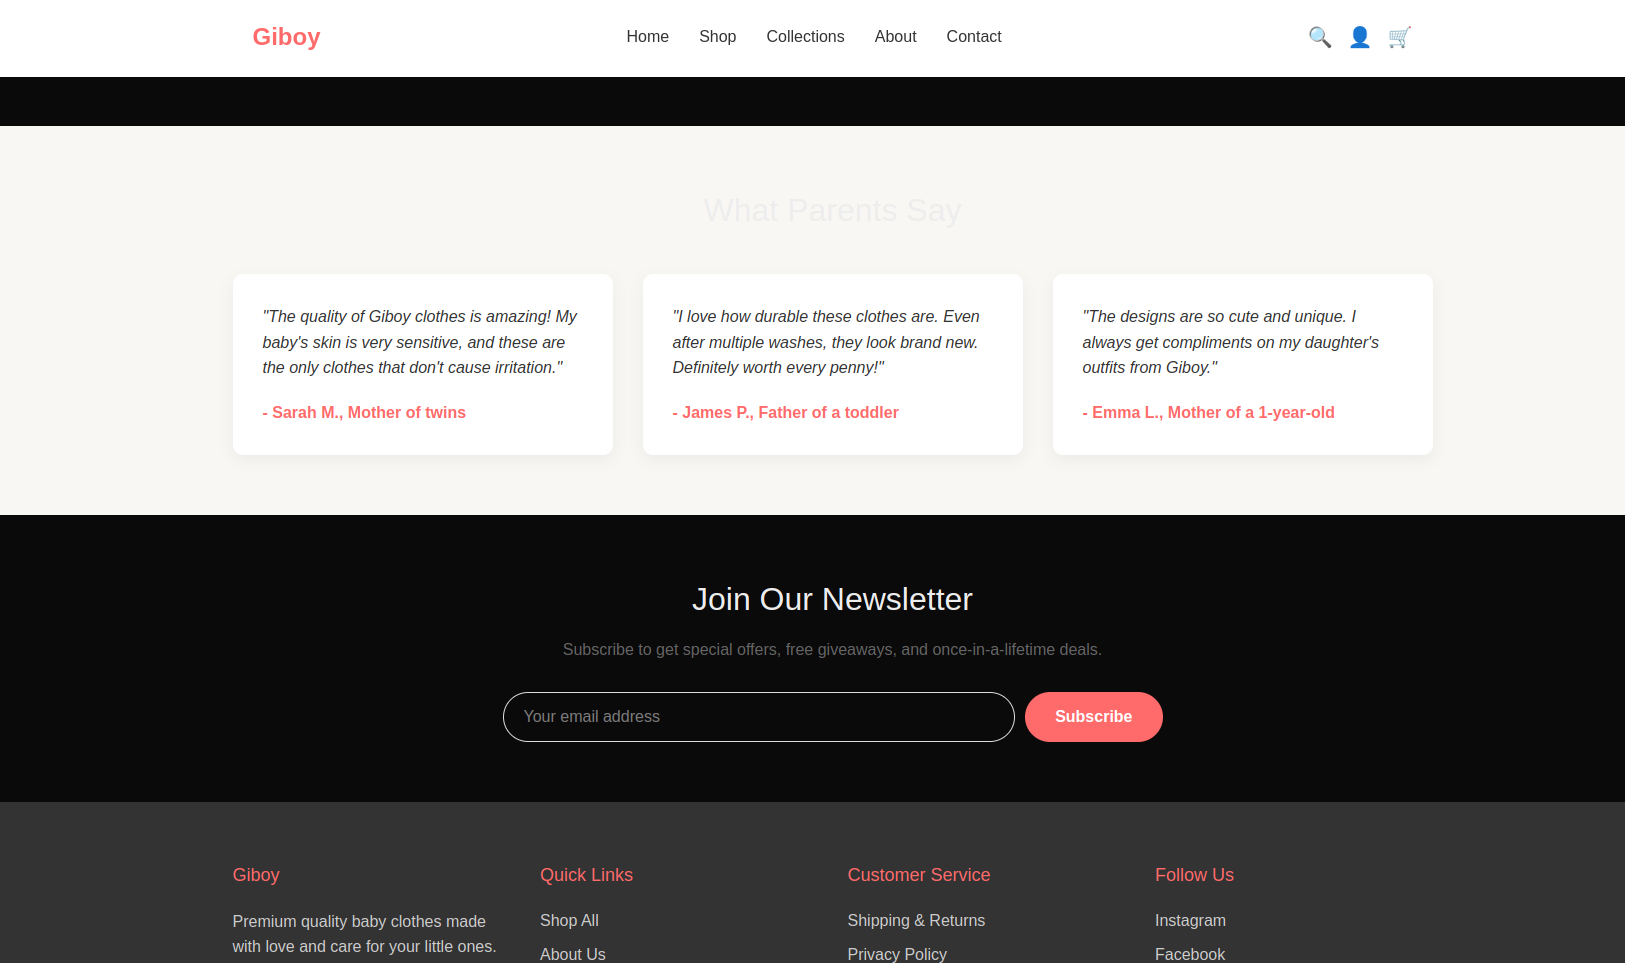 Giboy
Home Shop Collections About Contact
What Parents Say
"The quality of Giboy clothes is amazing! My
baby's skin is very sensitive, and these are
the only clothes that don't cause irritation."
- Sarah M., Mother of twins
"I love how durable these clothes are. Even
after multiple washes, they look brand new.
Definitely worth every penny!"
- James P., Father of a toddler
"The designs are so cute and unique. I
always get compliments on my daughter's
outfits from Giboy."
- Emma L., Mother of a 1-year-old
Join Our Newsletter
Subscribe to get special offers, free giveaways, and once-in-a-lifetime deals.
Your email address
Subscribe
Giboy
Premium quality baby clothes made
with love and care for your little ones.
Quick Links
Shop All
About Us
Customer Service
Shipping & Returns
Privacy Policy
Follow Us
Instagram
Facebook